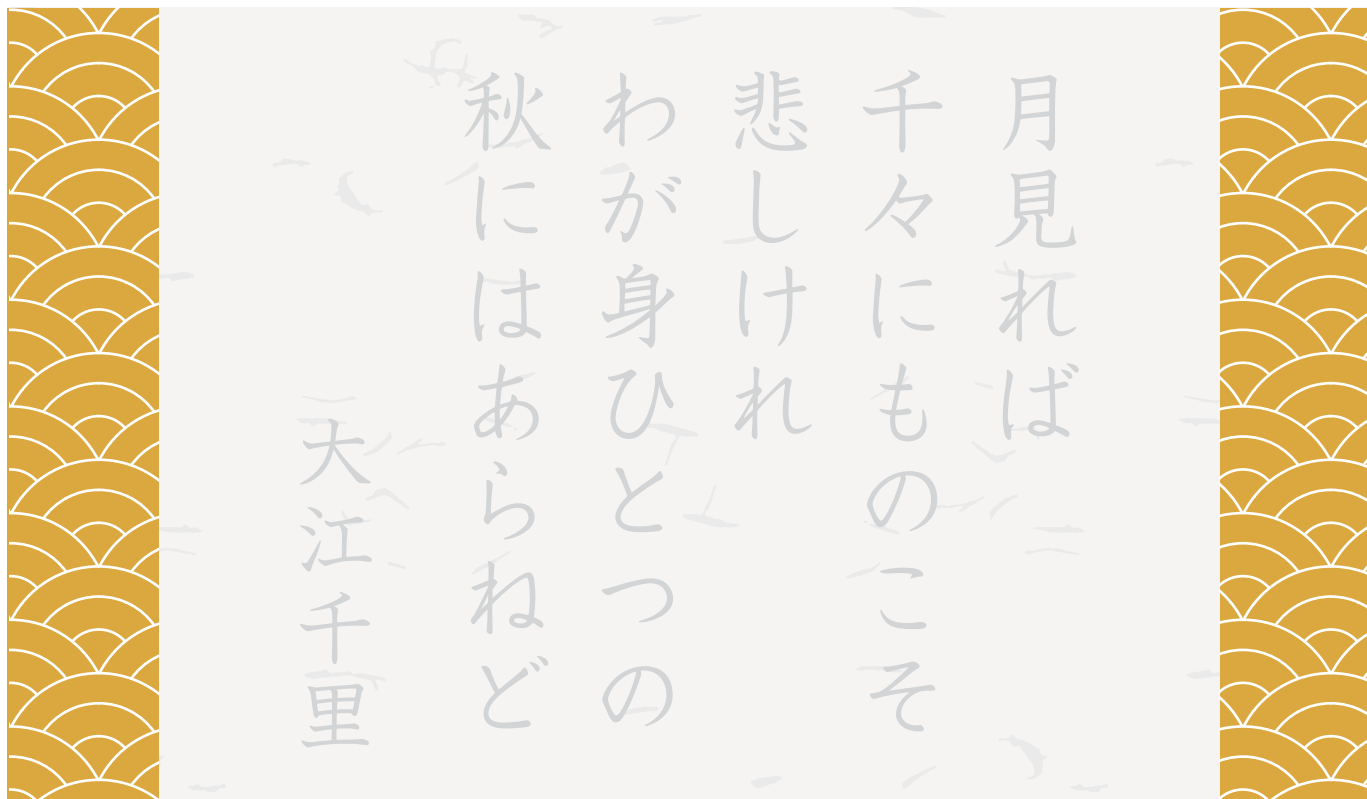 月見れば
千々にものこそ
悲しけれ
わが身ひとつの
秋にはあらねど
大江千里